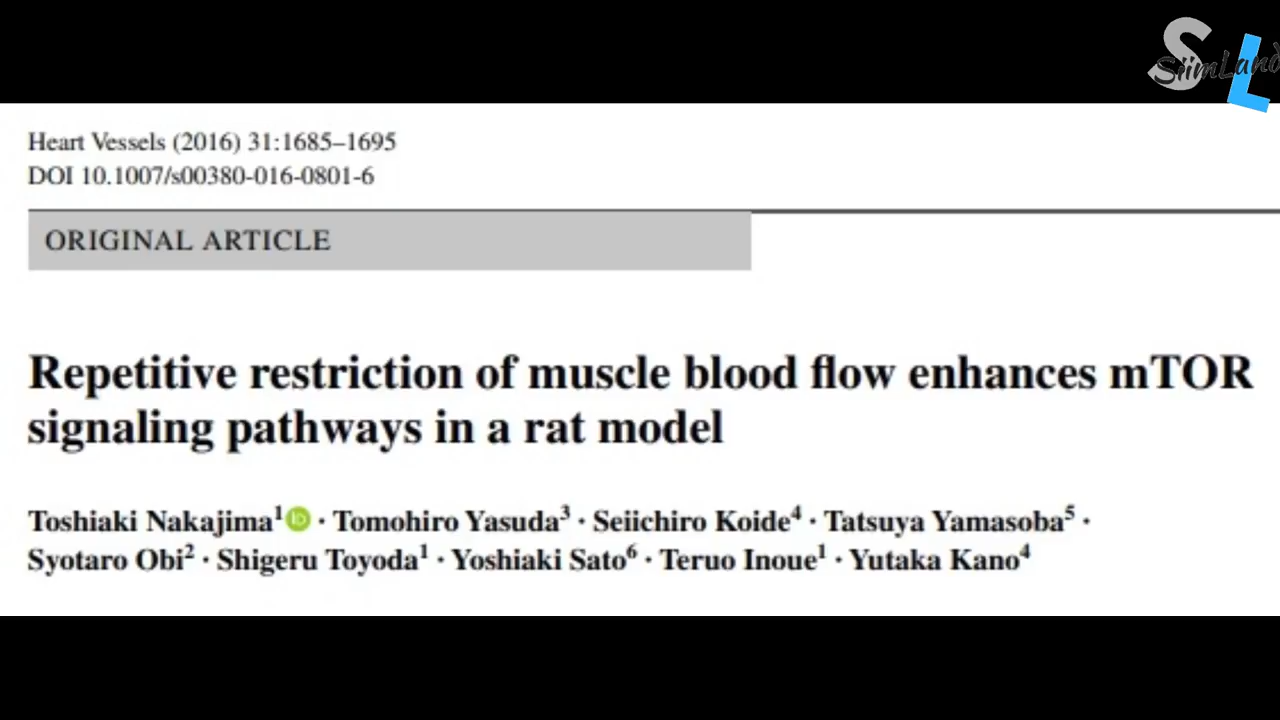 SL
SiimLand
Heart Vessels (2016) 31:1685–1695
DOI 10.1007/s00380-016-0801-6
ORIGINAL ARTICLE
Repetitive restriction of muscle blood flow enhances mTOR
signaling pathways in a rat model
Toshiaki Nakajima¹ iD · Tomohiro Yasuda³ · Seiichiro Koide⁴ · Tatsuya Yamasoba⁵ ·
Syotaro Obi² · Shigeru Toyoda¹ · Yoshiaki Sato⁶ · Teruo Inoue¹ · Yutaka Kano⁴